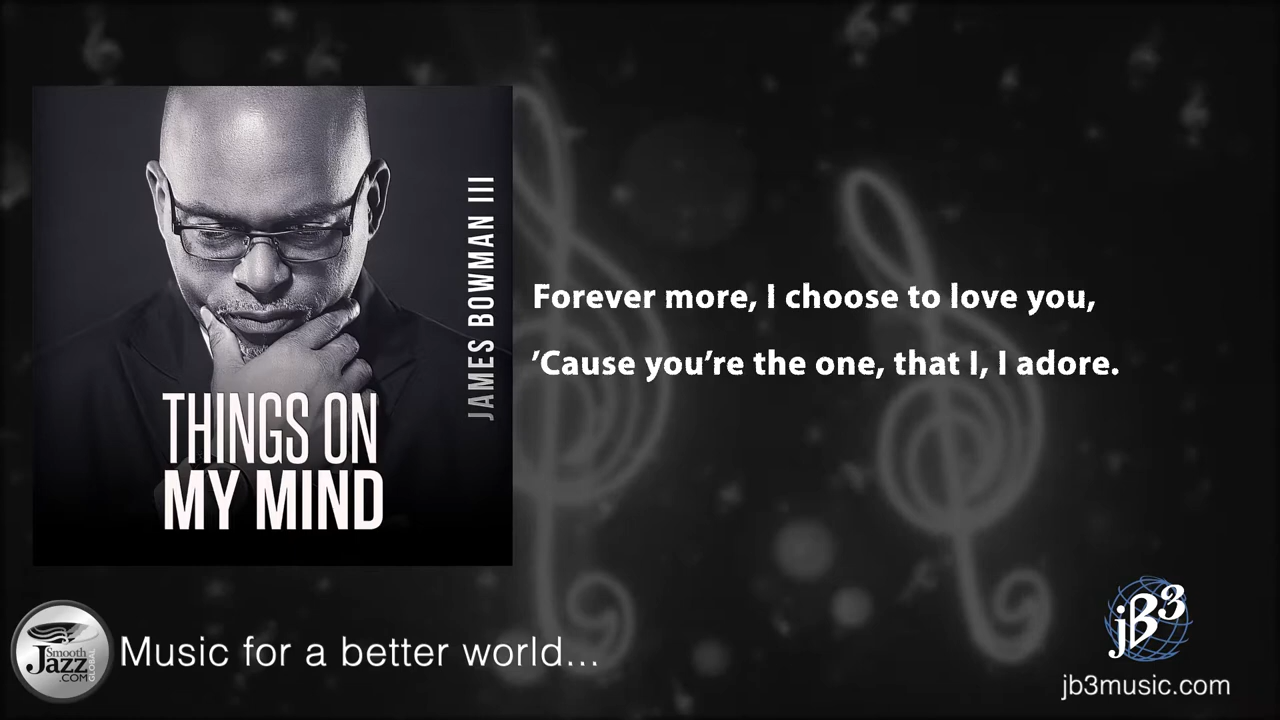 JAMES BOWMAN III
THINGS ON
MY MIND
Forever more, I choose to love you,
’Cause you’re the one, that I, I adore.
Smooth
Jazz
.COM
GLOBAL
Music for a better world...
jB3
jb3music.com